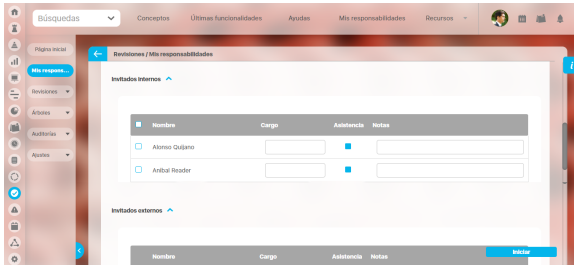 Búsquedas
Conceptos
Últimas funcionalidades
Ayudas
Mis responsabilidades
Recursos
Página inicial
Mis respons...
Revisiones
Árboles
Auditorías
Ajustes
Revisiones / Mis responsabilidades
Invitados internos
Nombre Cargo Asistencia Notas
Alonso Quijano
Anibal Reader
Invitados externos
Nombre Cargo Asistencia Notas
Iniciar